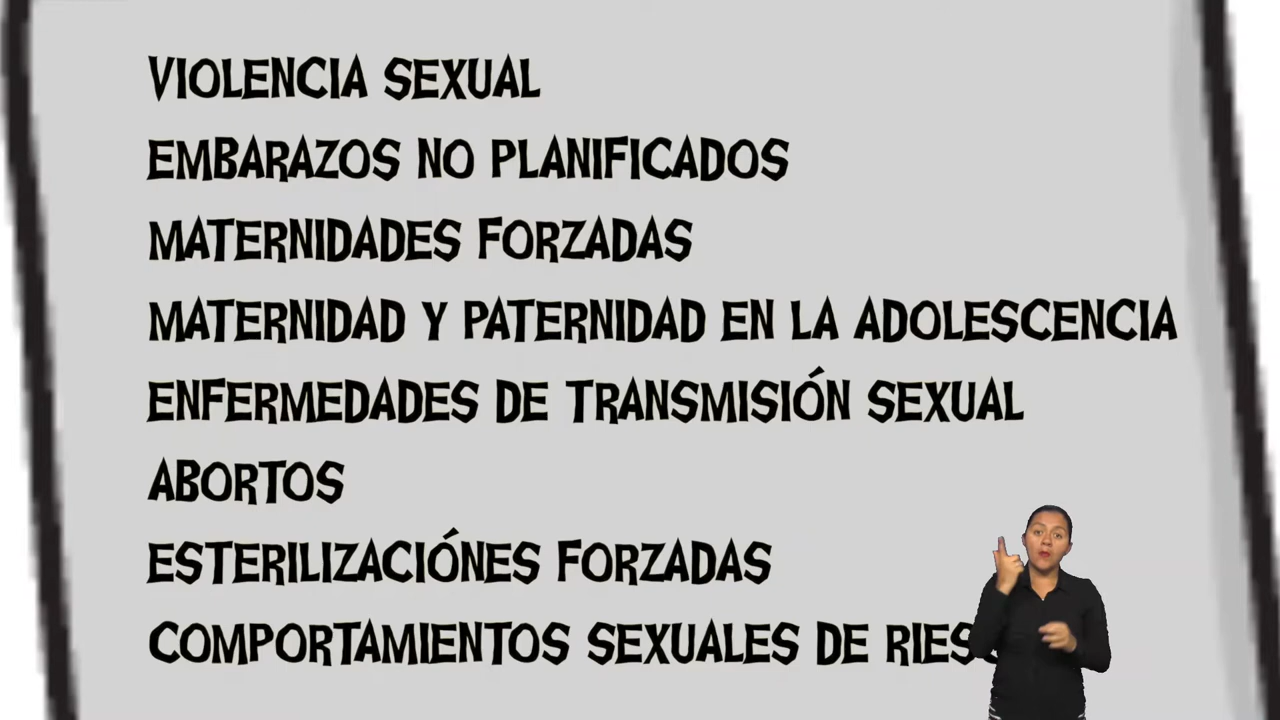 VIOLENCIA SEXUAL
EMBARAZOS NO PLANIFICADOS
MATERNIDADES FORZADAS
MATERNIDAD Y PATERNIDAD EN LA ADOLESCENCIA
ENFERMEDADES DE TRANSMISIÓN SEXUAL
ABORTOS
ESTERILIZACIÓNES FORZADAS
COMPORTAMIENTOS SEXUALES DE